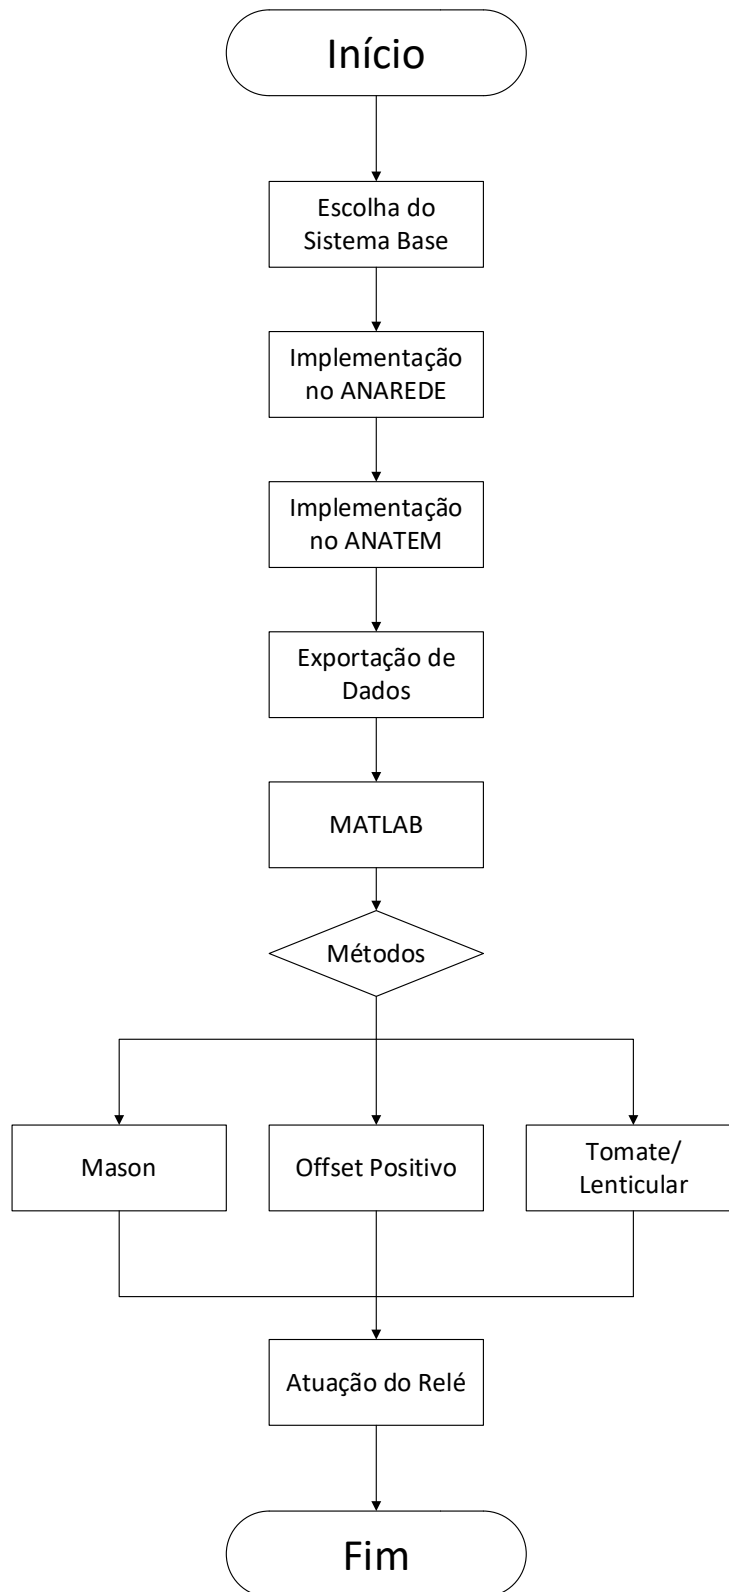 Início
Escolha do
Sistema Base
Implementação
no ANAREDE
Implementação
no ANATEM
Exportação de
Dados
MATLAB
Métodos
Mason
Offset Positivo
Tomate/
Lenticular
Atuação do Relé
Fim